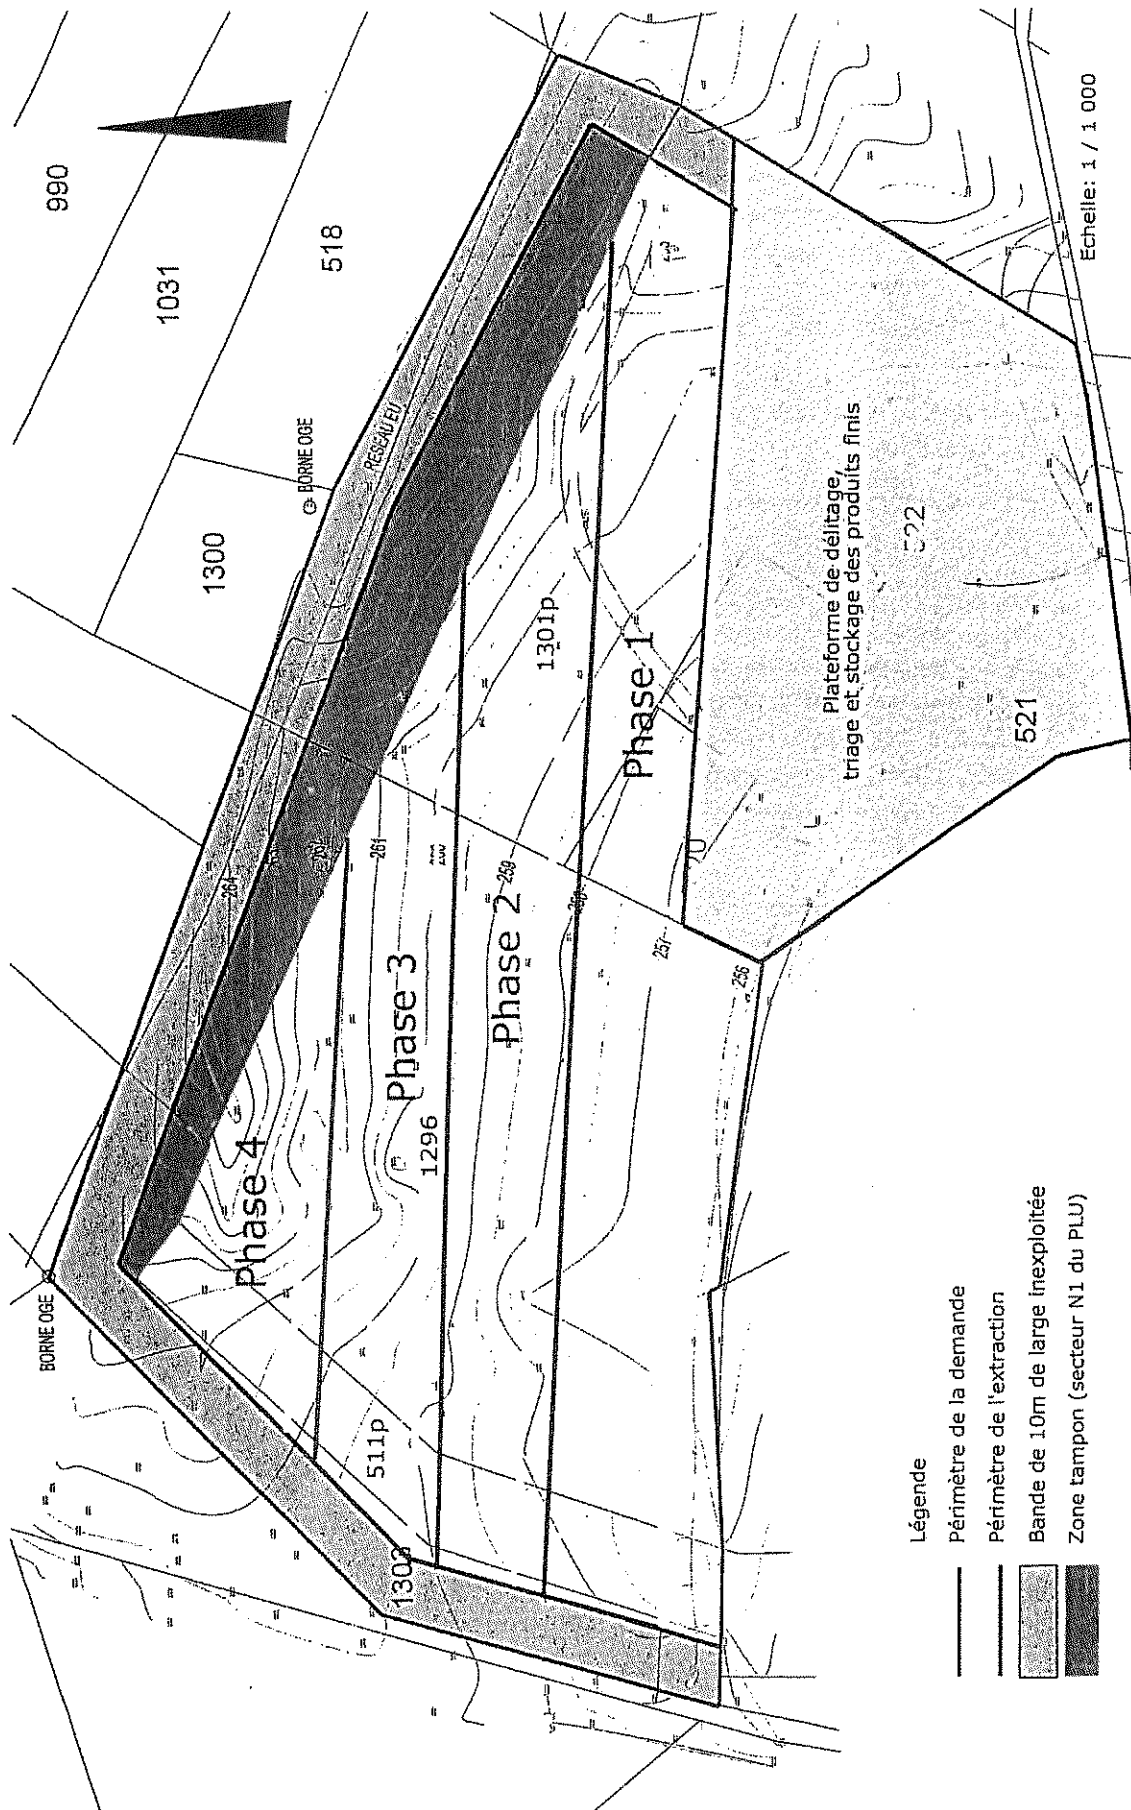 990
1031
518
1300
BORNE OGE
RESEAU EU
BORNE OGE
264
262
261
Phase 4
Phase 3
1296
259
Phase 2
1301p
Phase 1
511p
1303
257
256
Plateforme de délitage,
triage et stockage des produits finis
522
521
Echelle: 1 / 1 000
Légende
Périmètre de la demande
Périmètre de l'extraction
Bande de 10m de large inexploitée
Zone tampon (secteur N1 du PLU)